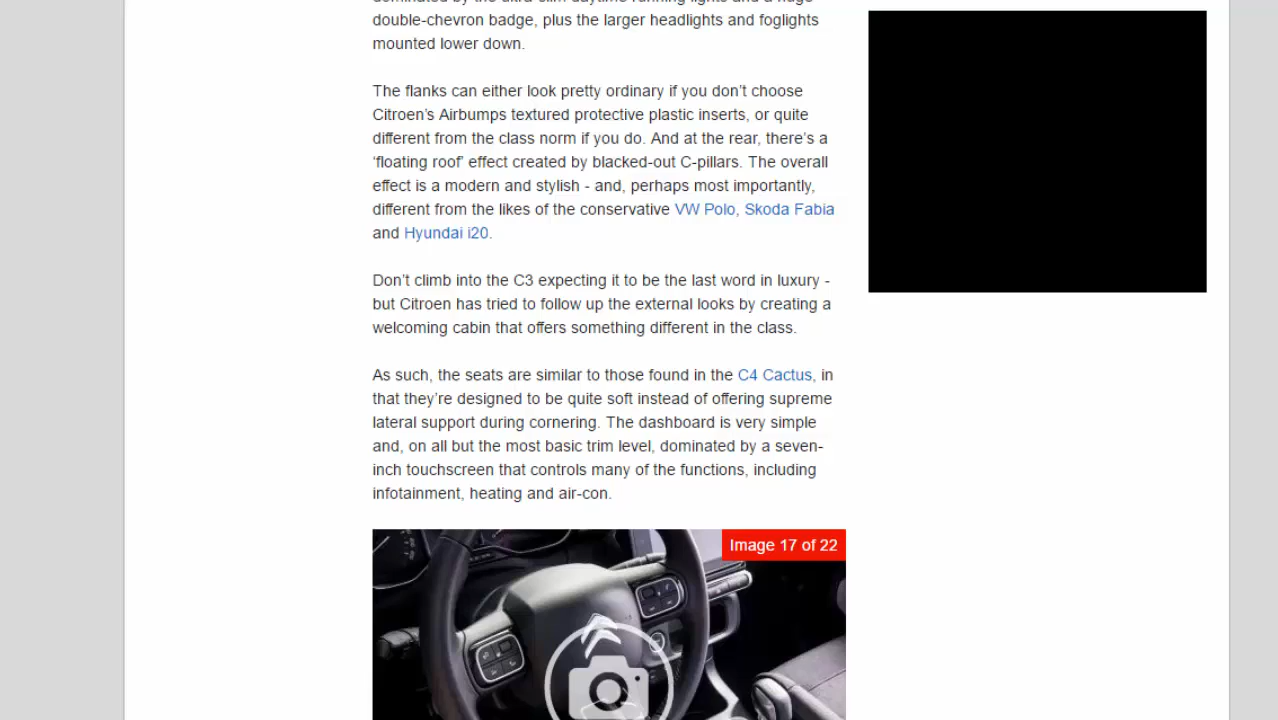 double-chevron badge, plus the larger headlights and foglights
mounted lower down.
The flanks can either look pretty ordinary if you don’t choose
Citroen’s Airbumps textured protective plastic inserts, or quite
different from the class norm if you do. And at the rear, there’s a
‘floating roof’ effect created by blacked-out C-pillars. The overall
effect is a modern and stylish - and, perhaps most importantly,
different from the likes of the conservative VW Polo, Skoda Fabia
and Hyundai i20.
Don’t climb into the C3 expecting it to be the last word in luxury -
but Citroen has tried to follow up the external looks by creating a
welcoming cabin that offers something different in the class.
As such, the seats are similar to those found in the C4 Cactus, in
that they’re designed to be quite soft instead of offering supreme
lateral support during cornering. The dashboard is very simple
and, on all but the most basic trim level, dominated by a seven-
inch touchscreen that controls many of the functions, including
infotainment, heating and air-con.
Image 17 of 22